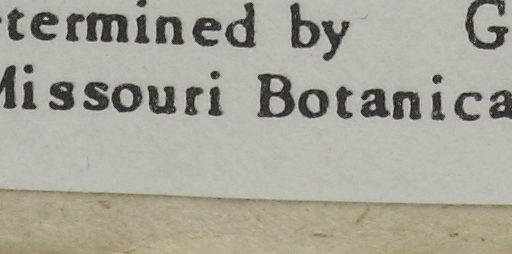 termined by G
Missouri Botanica